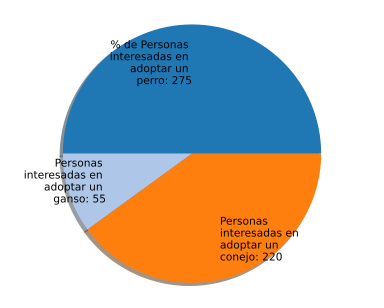 % de Personas
interesadas en
adoptar un
perro: 275
Personas
interesadas en
adoptar un
ganso: 55
Personas
interesadas en
adoptar un
conejo: 220